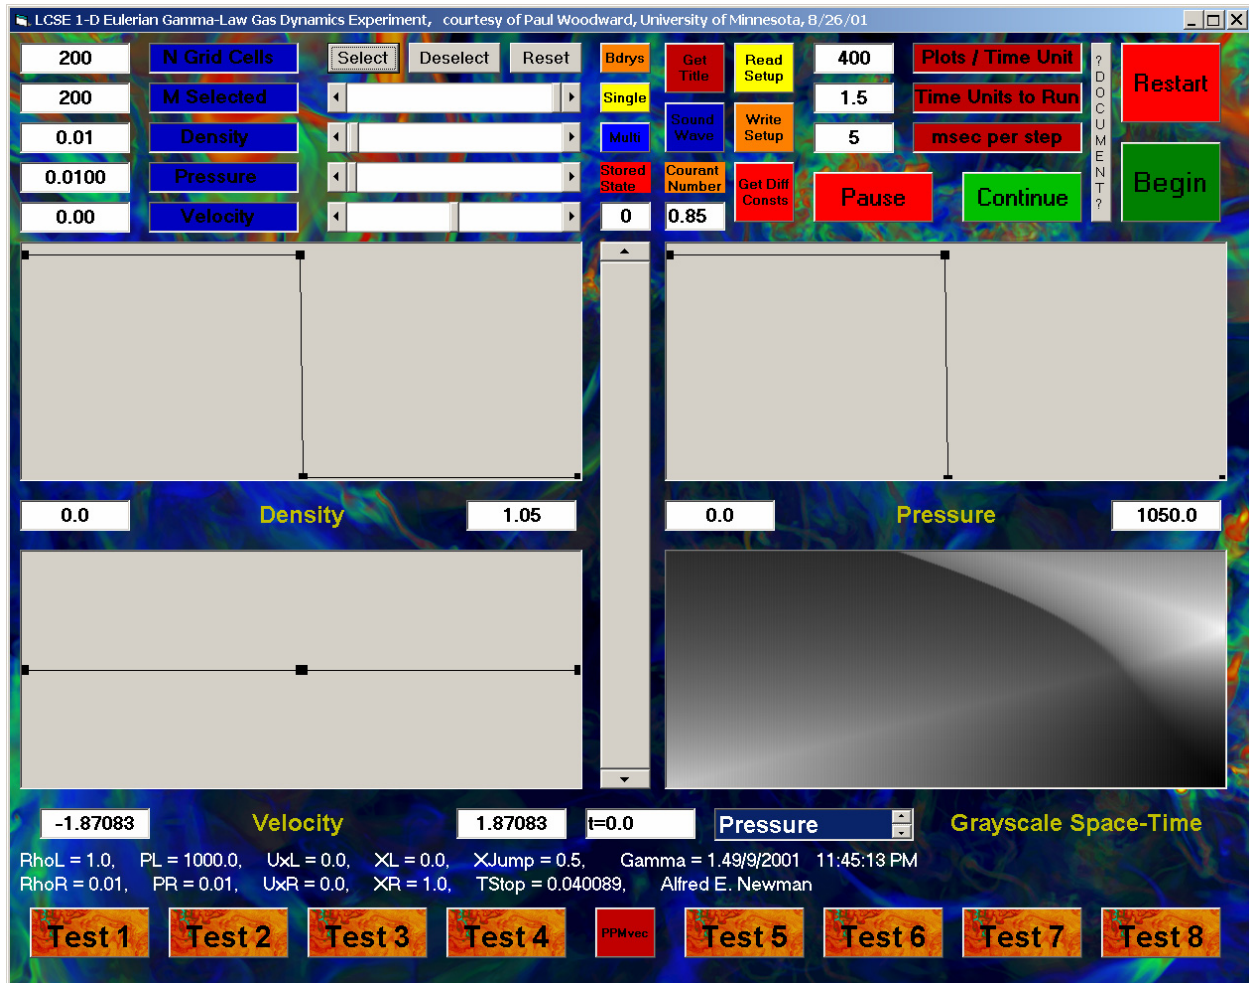 LCSE 1-D Eulerian Gamma-Law Gas Dynamics Experiment, courtesy of Paul Woodward, University of Minnesota, 8/26/01
200 N Grid Cells Select Deselect Reset Bdrys Get Title Read Setup 400 Plots / Time Unit ?DOCUMENT? Restart
200 M Selected Single Sound Wave Write Setup 1.5 Time Units to Run
0.01 Density Multi 5 msec per step
0.0100 Pressure Stored State Courant Number Get Diff Consts Pause Continue Begin
0.00 Velocity 0 0.85
0.0 Density 1.05 0.0 Pressure 1050.0
-1.87083 Velocity 1.87083 t=0.0 Pressure Grayscale Space-Time
RhoL = 1.0, PL = 1000.0, UxL = 0.0, XL = 0.0, XJump = 0.5, Gamma = 1.49/9/2001 11:45:13 PM
RhoR = 0.01, PR = 0.01, UxR = 0.0, XR = 1.0, TStop = 0.040089, Alfred E. Newman
Test 1 Test 2 Test 3 Test 4 PPMvec Test 5 Test 6 Test 7 Test 8